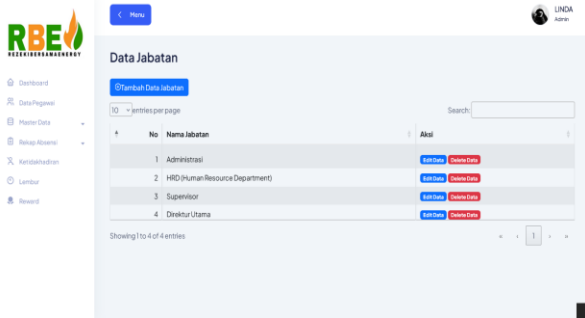 RBE
REZEKIBERSAMAENERGY
Dashboard
Data Pegawai
Master Data
Rekap Absensi
Ketidakhadiran
Lembur
Reward
< Menu
LINDA
Admin
Data Jabatan
Tambah Data Jabatan
10 entries per page
Search:
No Nama Jabatan Aksi
1 Administrasi Edit Data Delete Data
2 HRD (Human Resource Department) Edit Data Delete Data
3 Supervisor Edit Data Delete Data
4 Direktur Utama Edit Data Delete Data
Showing 1 to 4 of 4 entries
« ‹ 1 › »